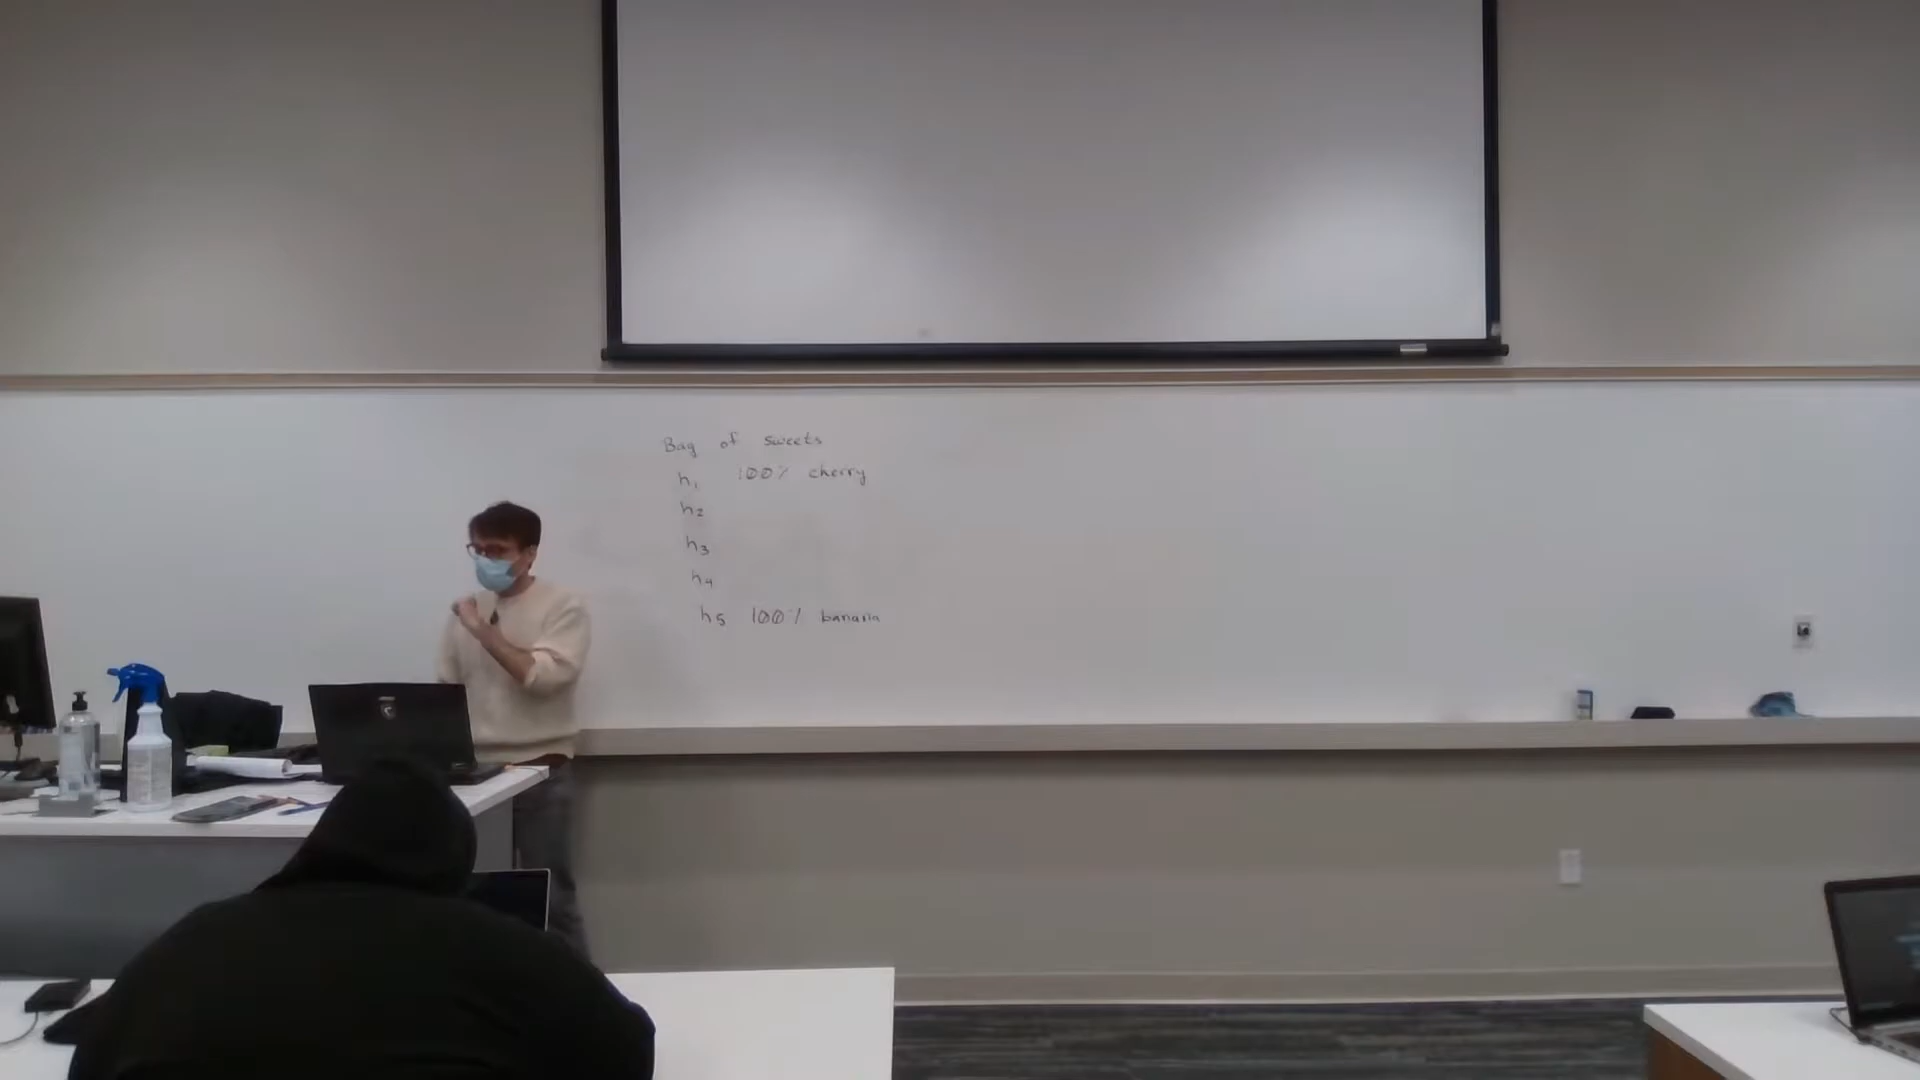 Bag of sweets
h1 100% cherry
h2
h3
h4
h5 100% banana